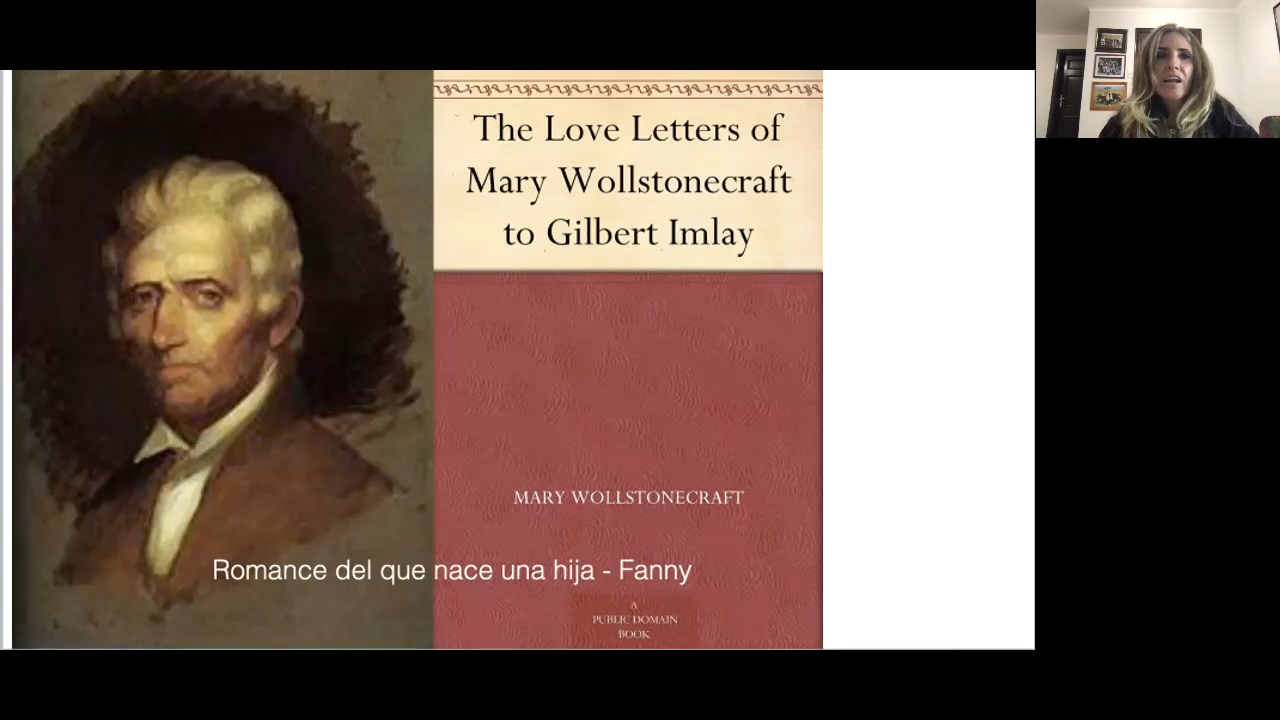 The Love Letters of
Mary Wollstonecraft
to Gilbert Imlay
MARY WOLLSTONECRAFT
Romance del que nace una hija - Fanny
A
PUBLIC DOMAIN
BOOK